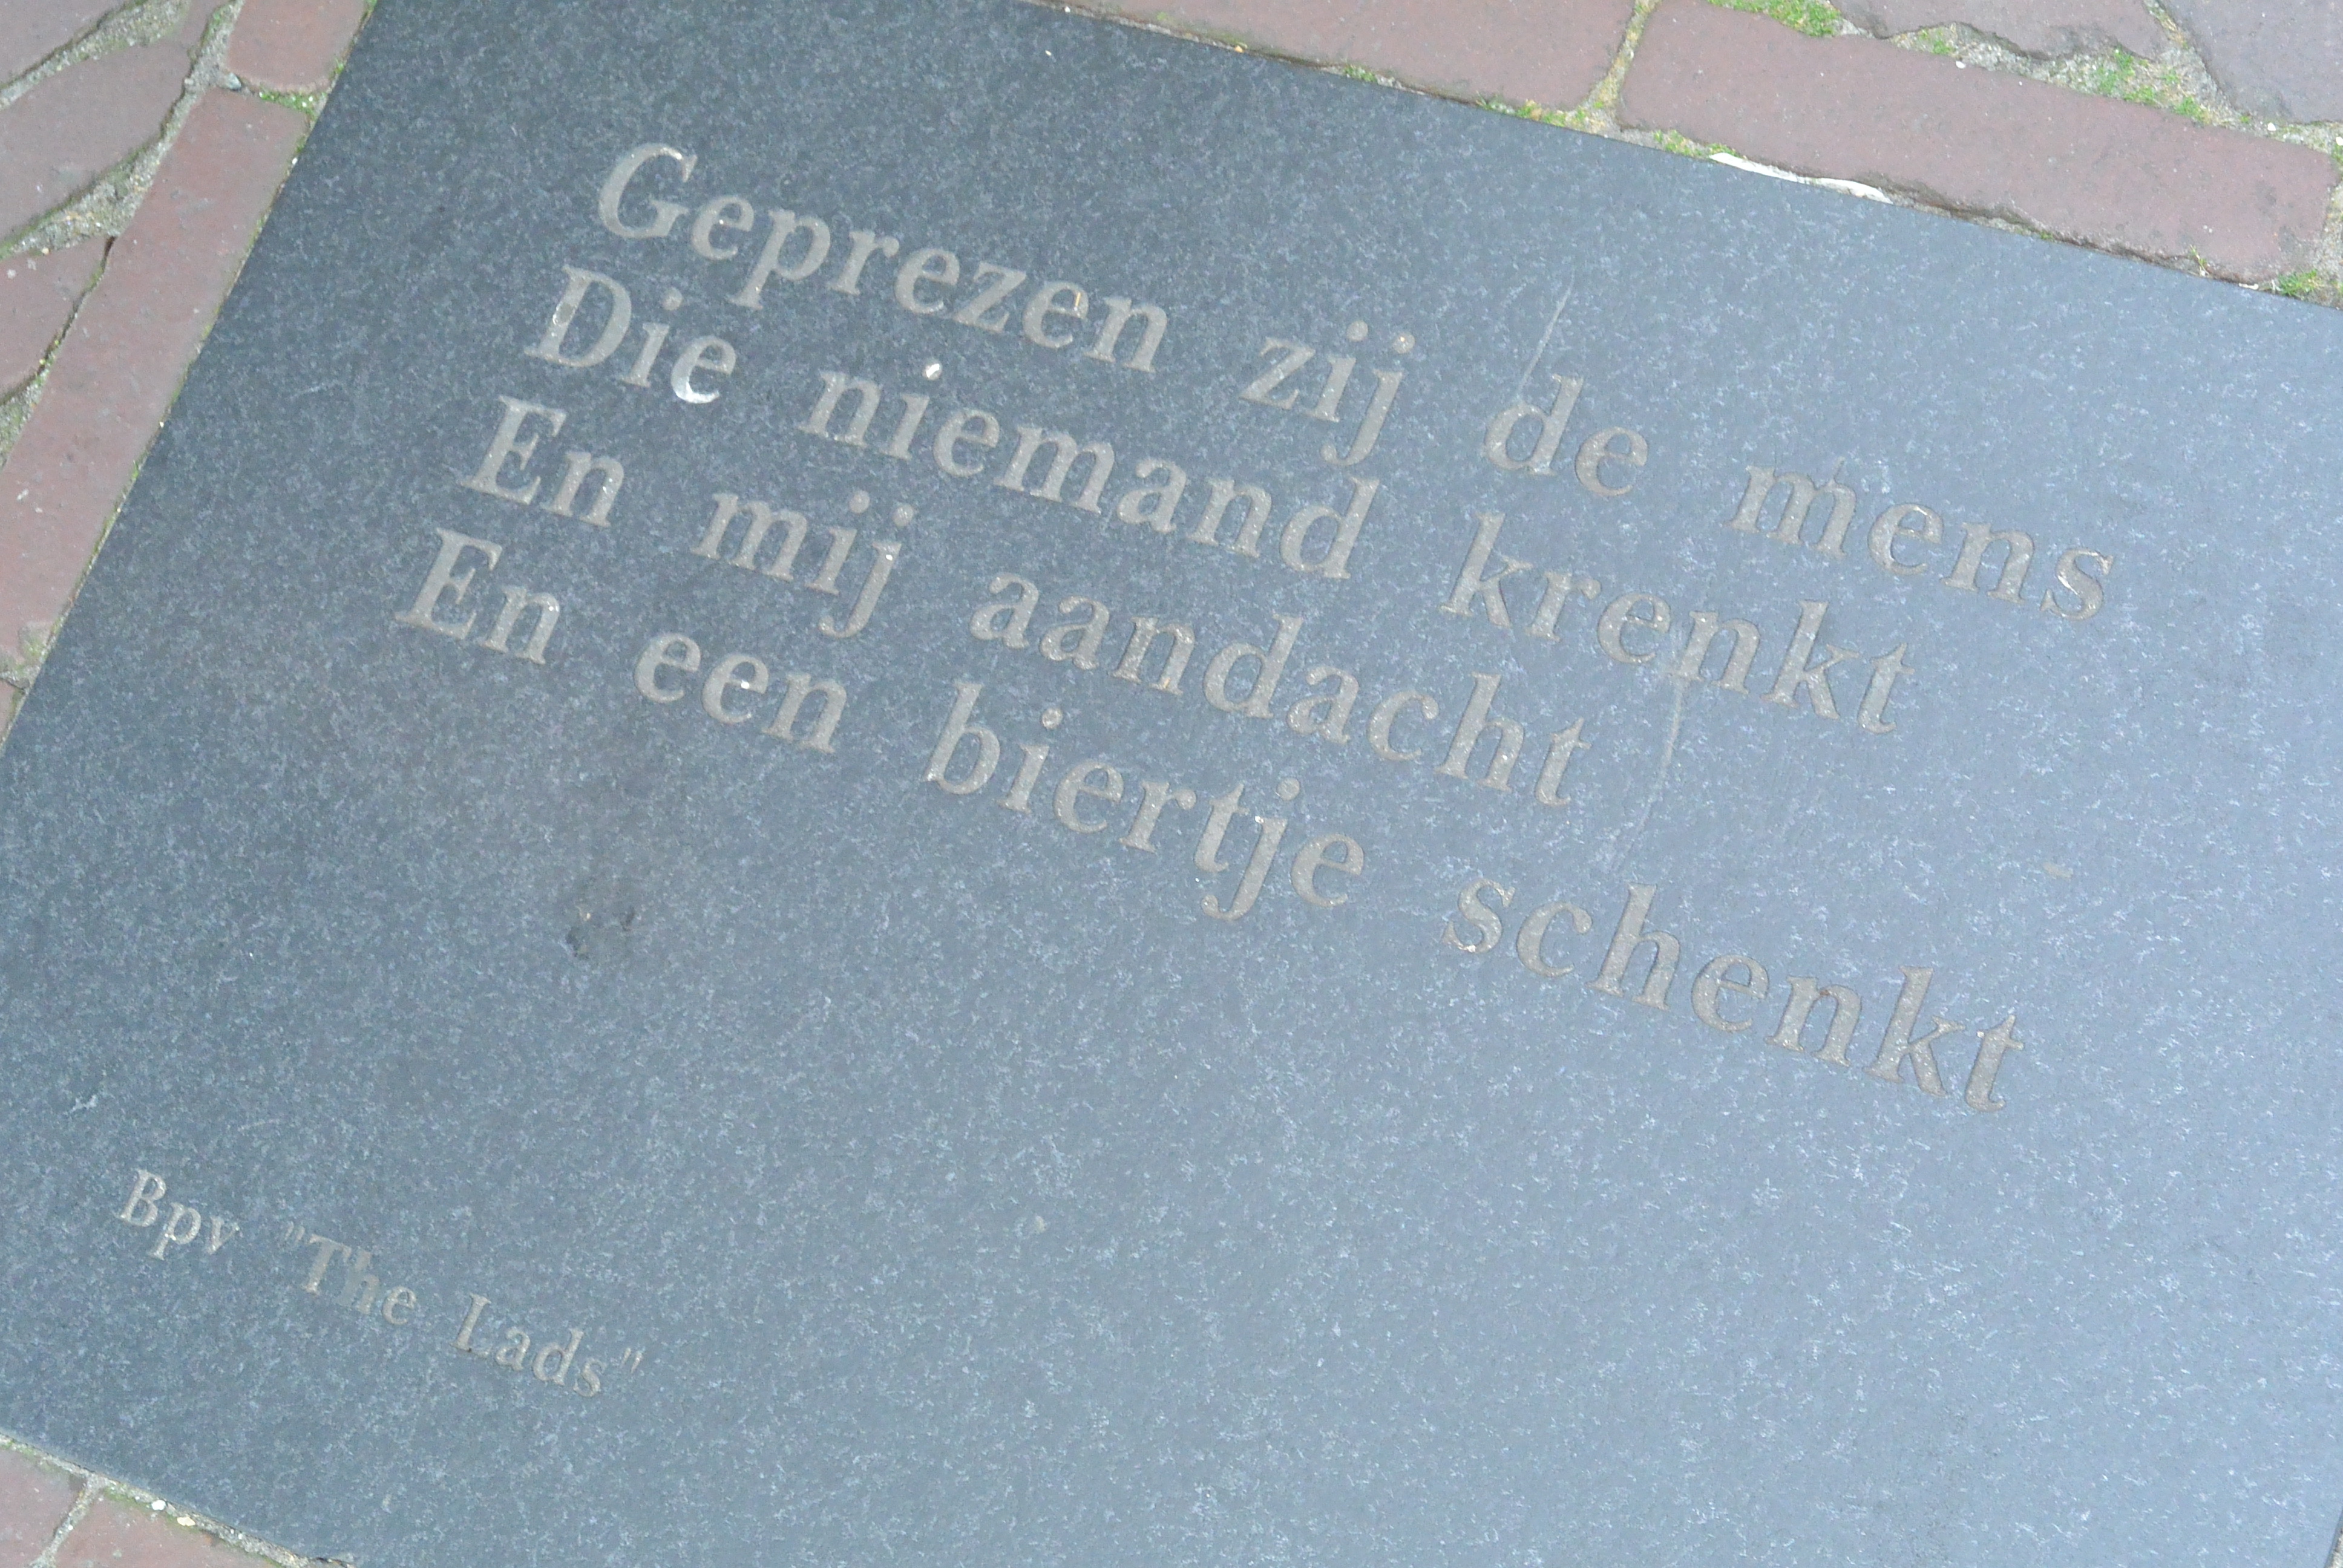 Geprezen zij de mens
Die niemand krenkt
En mij aandacht
En een biertje schenkt
Bpv "The Lads"